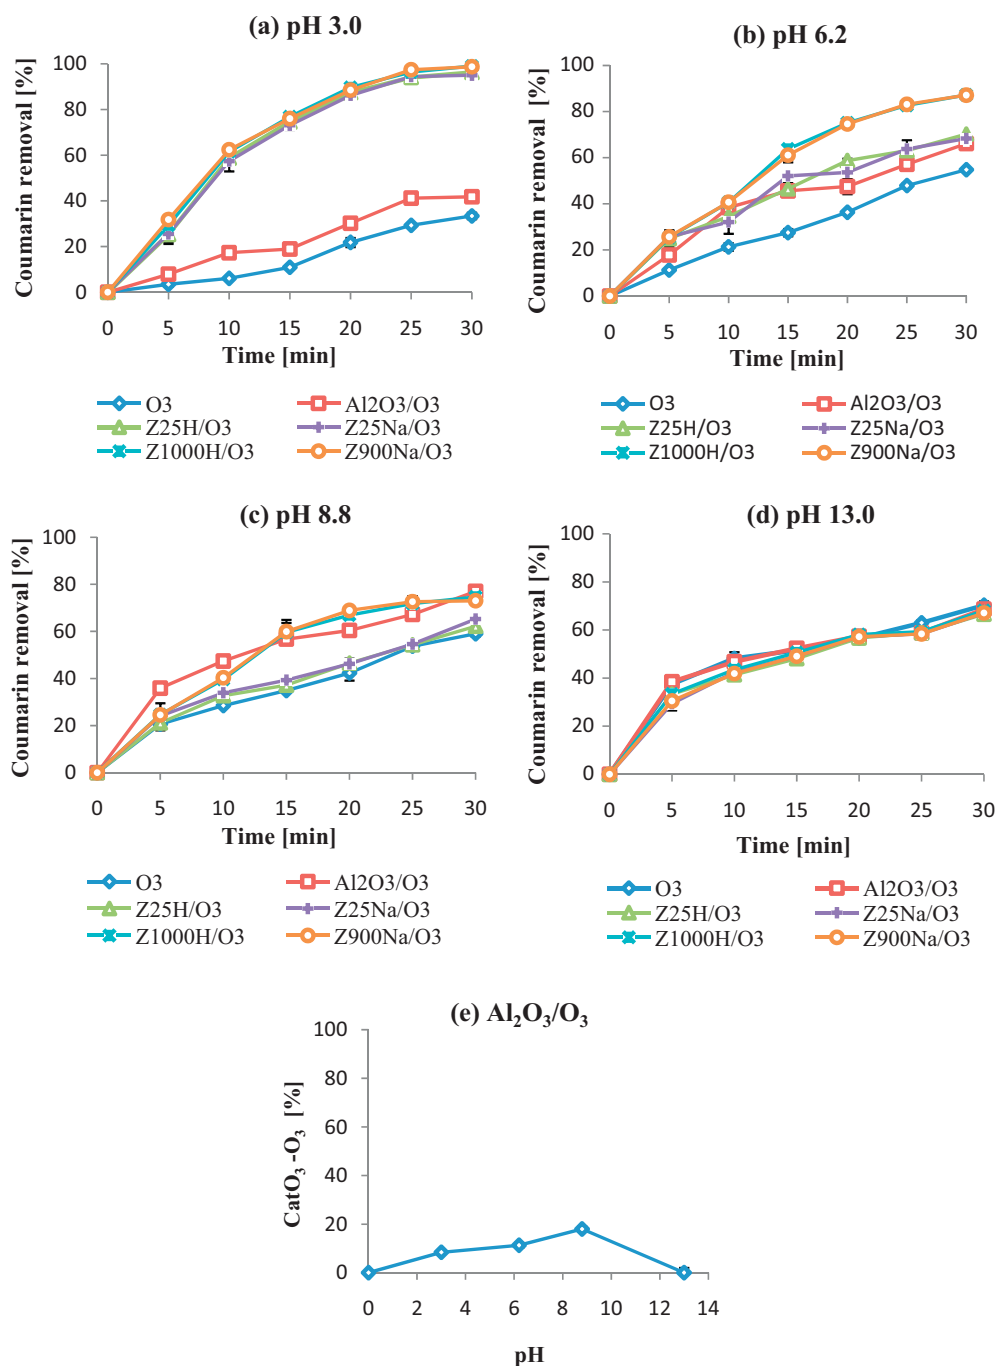 (a) pH 3.0
Coumarin removal [%]
100
80
60
40
20
0
0 5 10 15 20 25 30
Time [min]
O3 Al2O3/O3
Z25H/O3 Z25Na/O3
Z1000H/O3 Z900Na/O3
(b) pH 6.2
Coumarin removal [%]
100
80
60
40
20
0
0 5 10 15 20 25 30
Time [min]
O3 Al2O3/O3
Z25H/O3 Z25Na/O3
Z1000H/O3 Z900Na/O3
(c) pH 8.8
Coumarin removal [%]
100
80
60
40
20
0
0 5 10 15 20 25 30
Time [min]
O3 Al2O3/O3
Z25H/O3 Z25Na/O3
Z1000H/O3 Z900Na/O3
(d) pH 13.0
Coumarin removal [%]
100
80
60
40
20
0
0 5 10 15 20 25 30
Time [min]
O3 Al2O3/O3
Z25H/O3 Z25Na/O3
Z1000H/O3 Z900Na/O3
(e) Al₂O₃/O₃
CatO₃ -O₃ [%]
100
80
60
40
20
0
0 2 4 6 8 10 12 14
pH